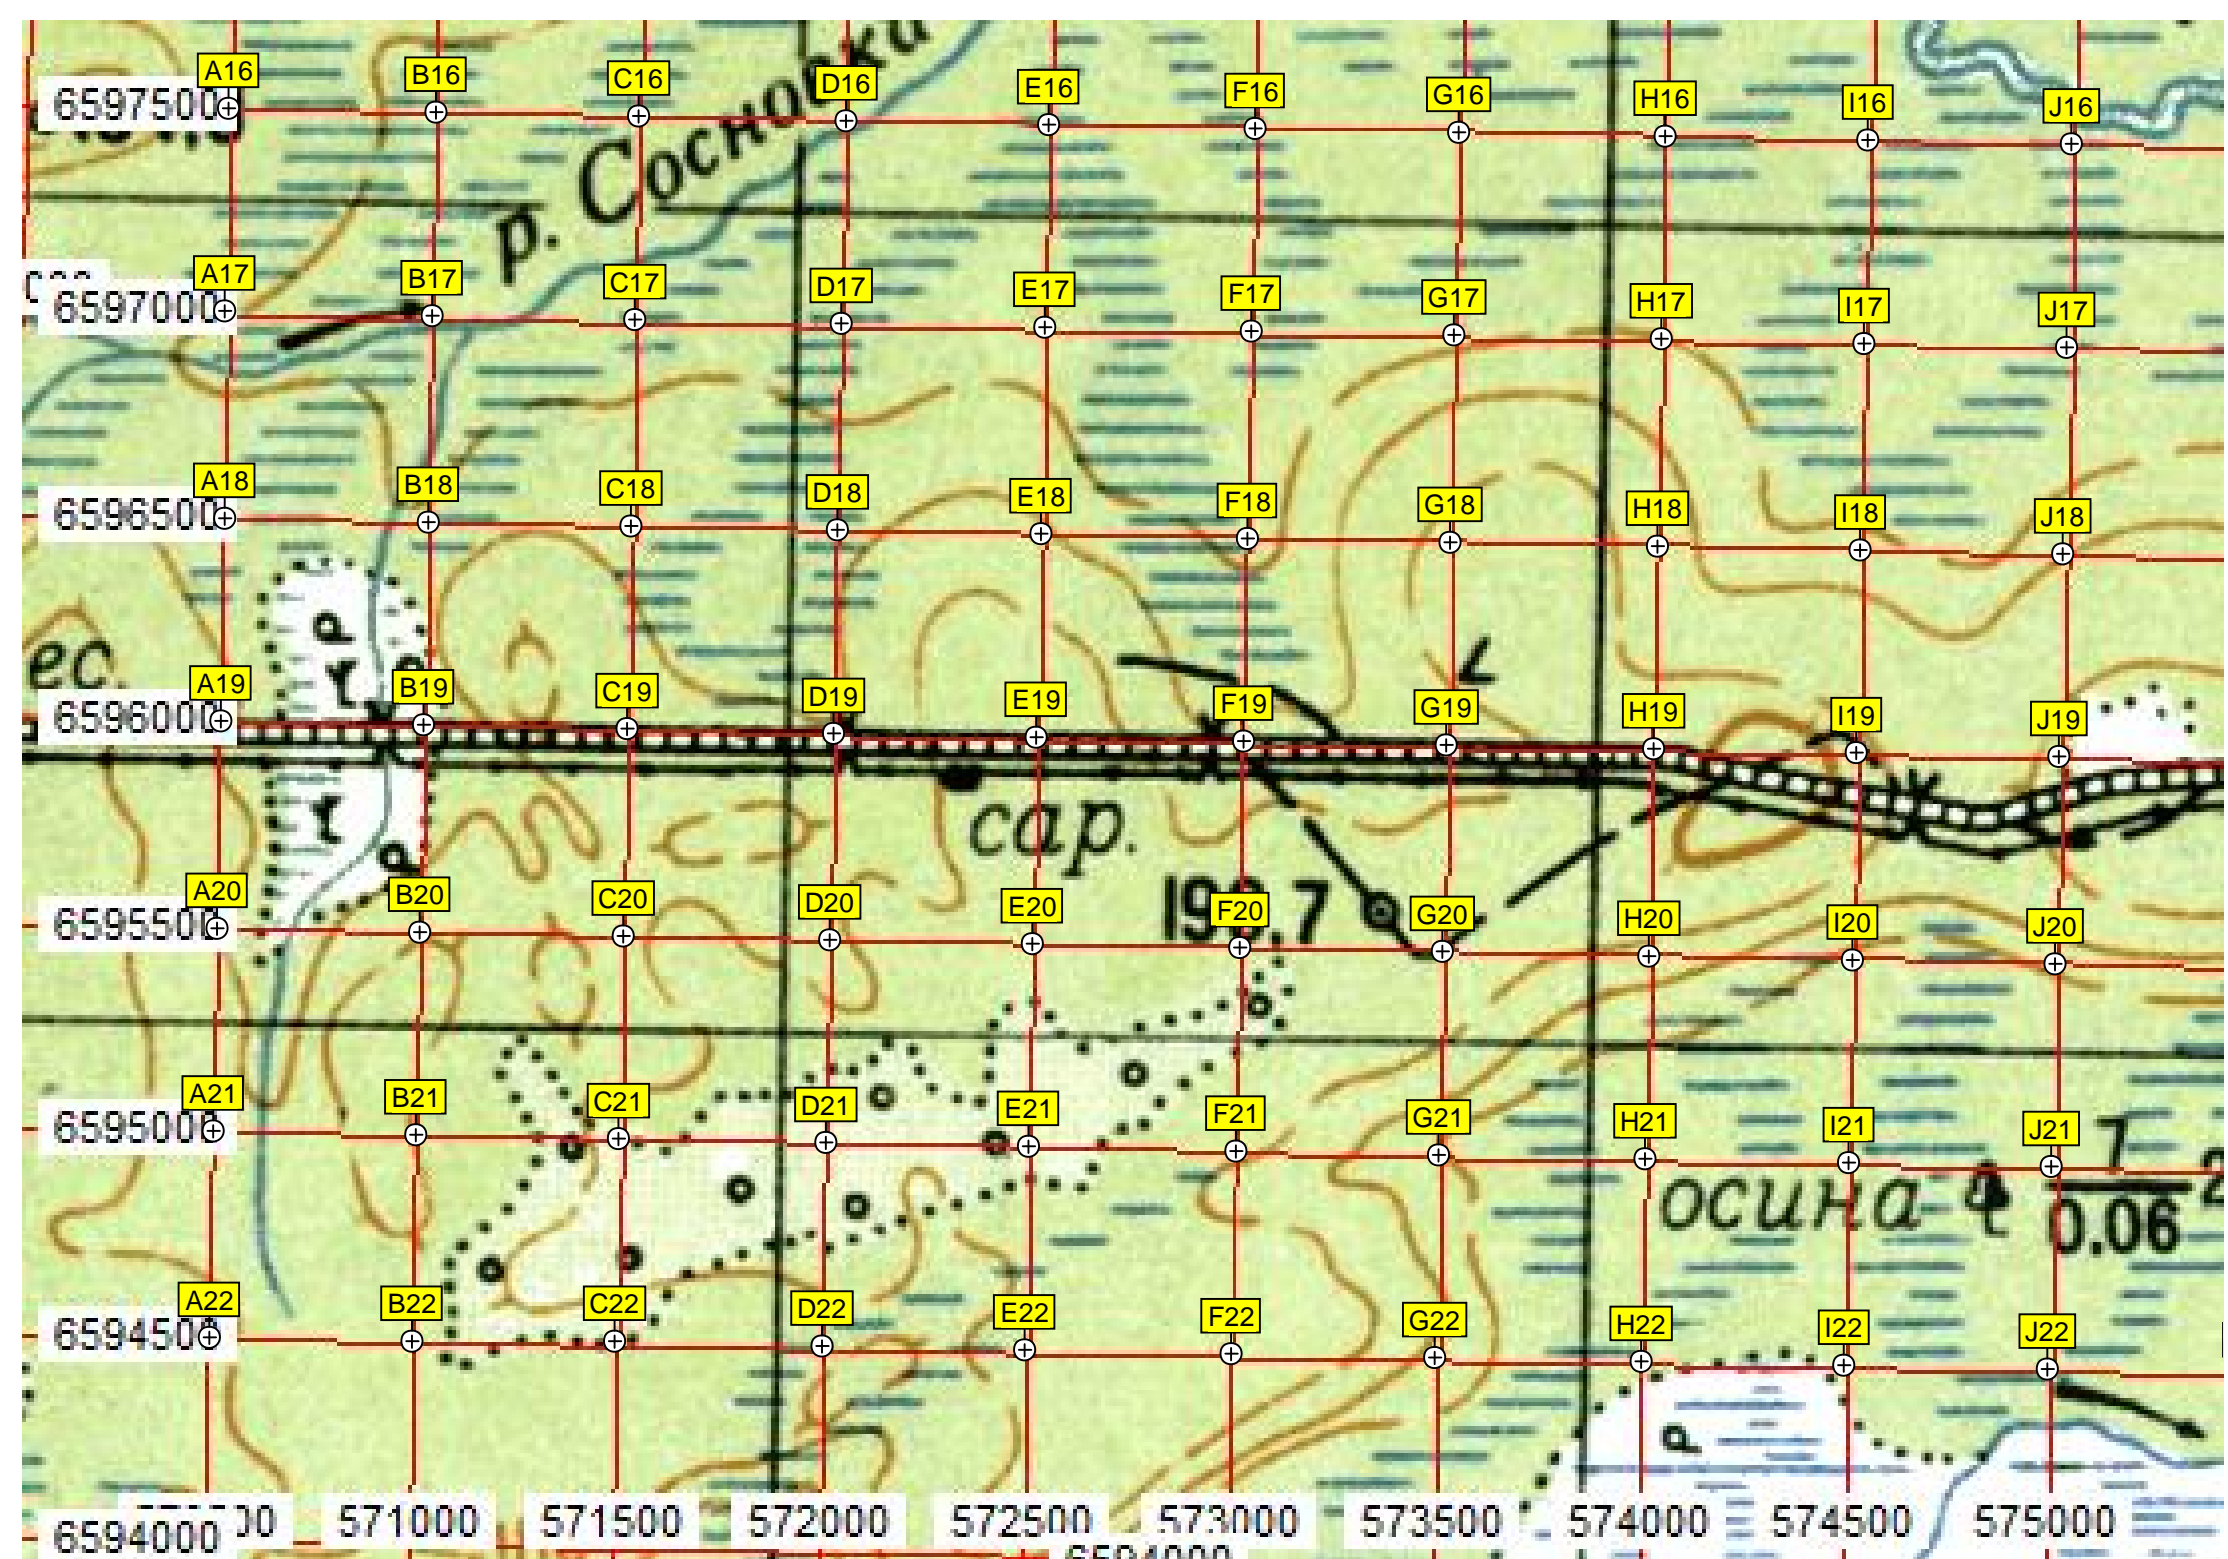 A16 B16 C16 D16 E16 F16 G16 H16 I16 J16
6597500
р. Сосновка
A17 B17 C17 D17 E17 F17 G17 H17 I17 J17
6597000
A18 B18 C18 D18 E18 F18 G18 H18 I18 J18
6596500
Р
ес.
A19 B19 C19 D19 E19 F19 G19 H19 I19 J19
6596000
сар.
Р
A20 B20 C20 D20 E20 F20 G20 H20 I20 J20
6595500
A21 B21 C21 D21 E21 F21 G21 H21 I21 J21
6595000
осина 1
0.06 2
A22 B22 C22 D22 E22 F22 G22 H22 I22 J22
6594500
Р
571000 571500 572000 572500 573000 573500 574000 574500 575000
6594000
6594000